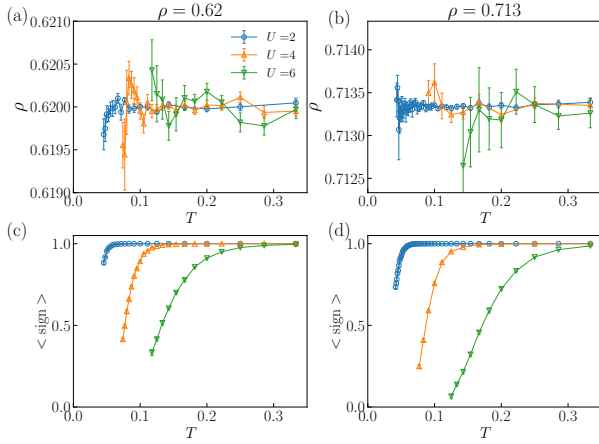 ρ = 0.62
ρ = 0.713
(a)
(b)
0.6210
0.6205
0.6200
0.6195
0.6190
ρ
0.0
0.1
0.2
0.3
T
U = 2
U = 4
U = 6
0.7140
0.7135
0.7130
0.7125
ρ
0.0
0.1
0.2
0.3
T
(c)
(d)
1.0
0.5
0.0
< sign >
0.0
0.1
0.2
0.3
T
1.0
0.5
0.0
< sign >
0.0
0.1
0.2
0.3
T